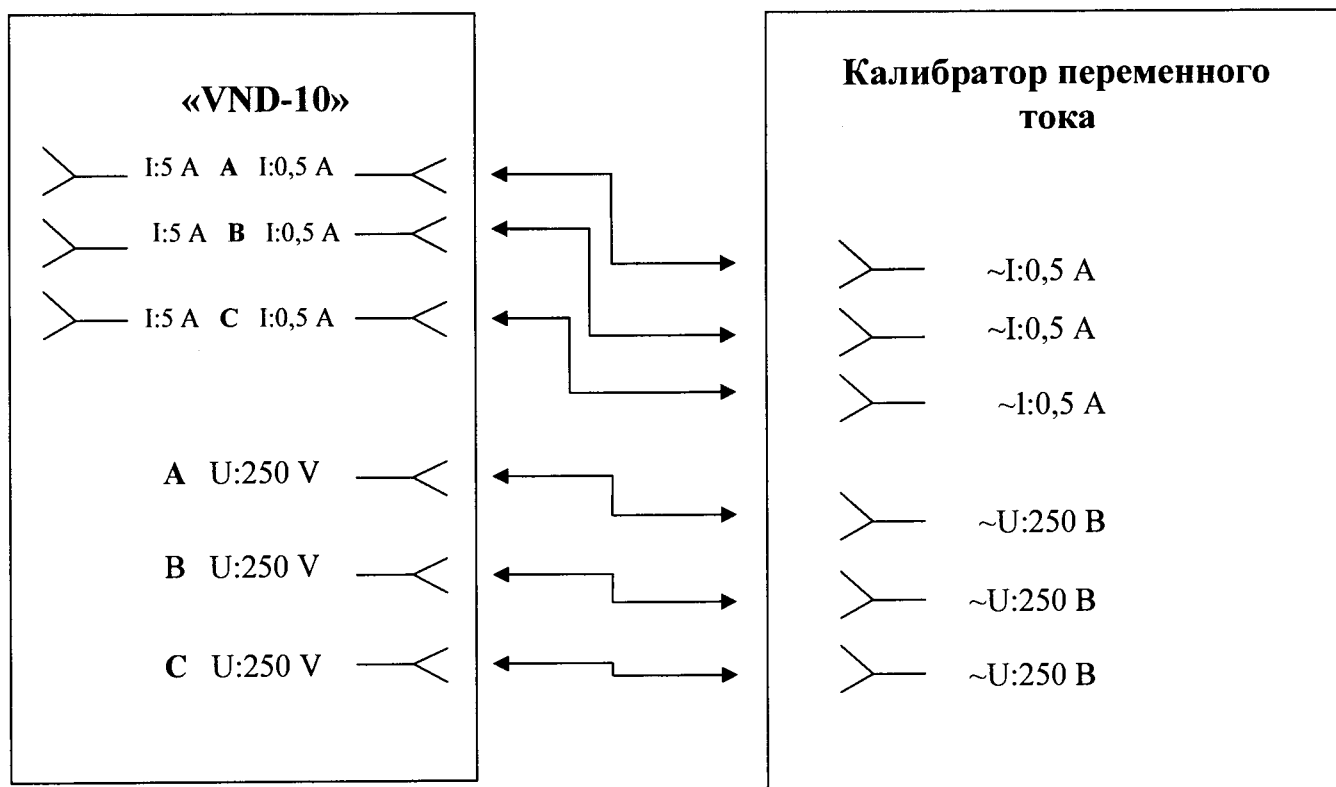 «VND-10»
I:5 A A I:0,5 A
I:5 A B I:0,5 A
I:5 A C I:0,5 A
A U:250 V
B U:250 V
C U:250 V
Калибратор переменного
тока
~I:0,5 А
~I:0,5 А
~I:0,5 А
~U:250 В
~U:250 В
~U:250 В